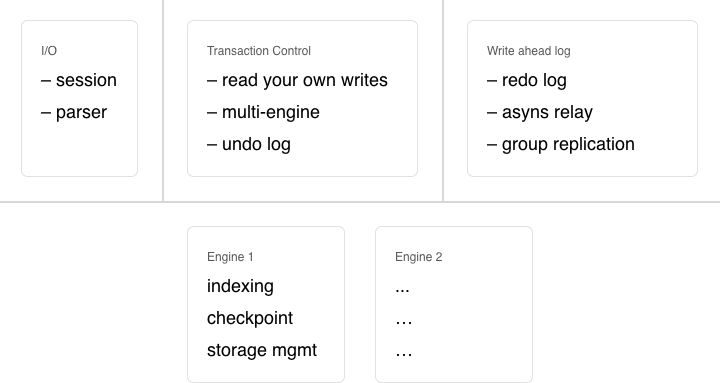 I/O
– session
– parser
Transaction Control
– read your own writes
– multi-engine
– undo log
Write ahead log
– redo log
– asyns relay
– group replication
Engine 1
indexing
checkpoint
storage mgmt
Engine 2
...
…
…